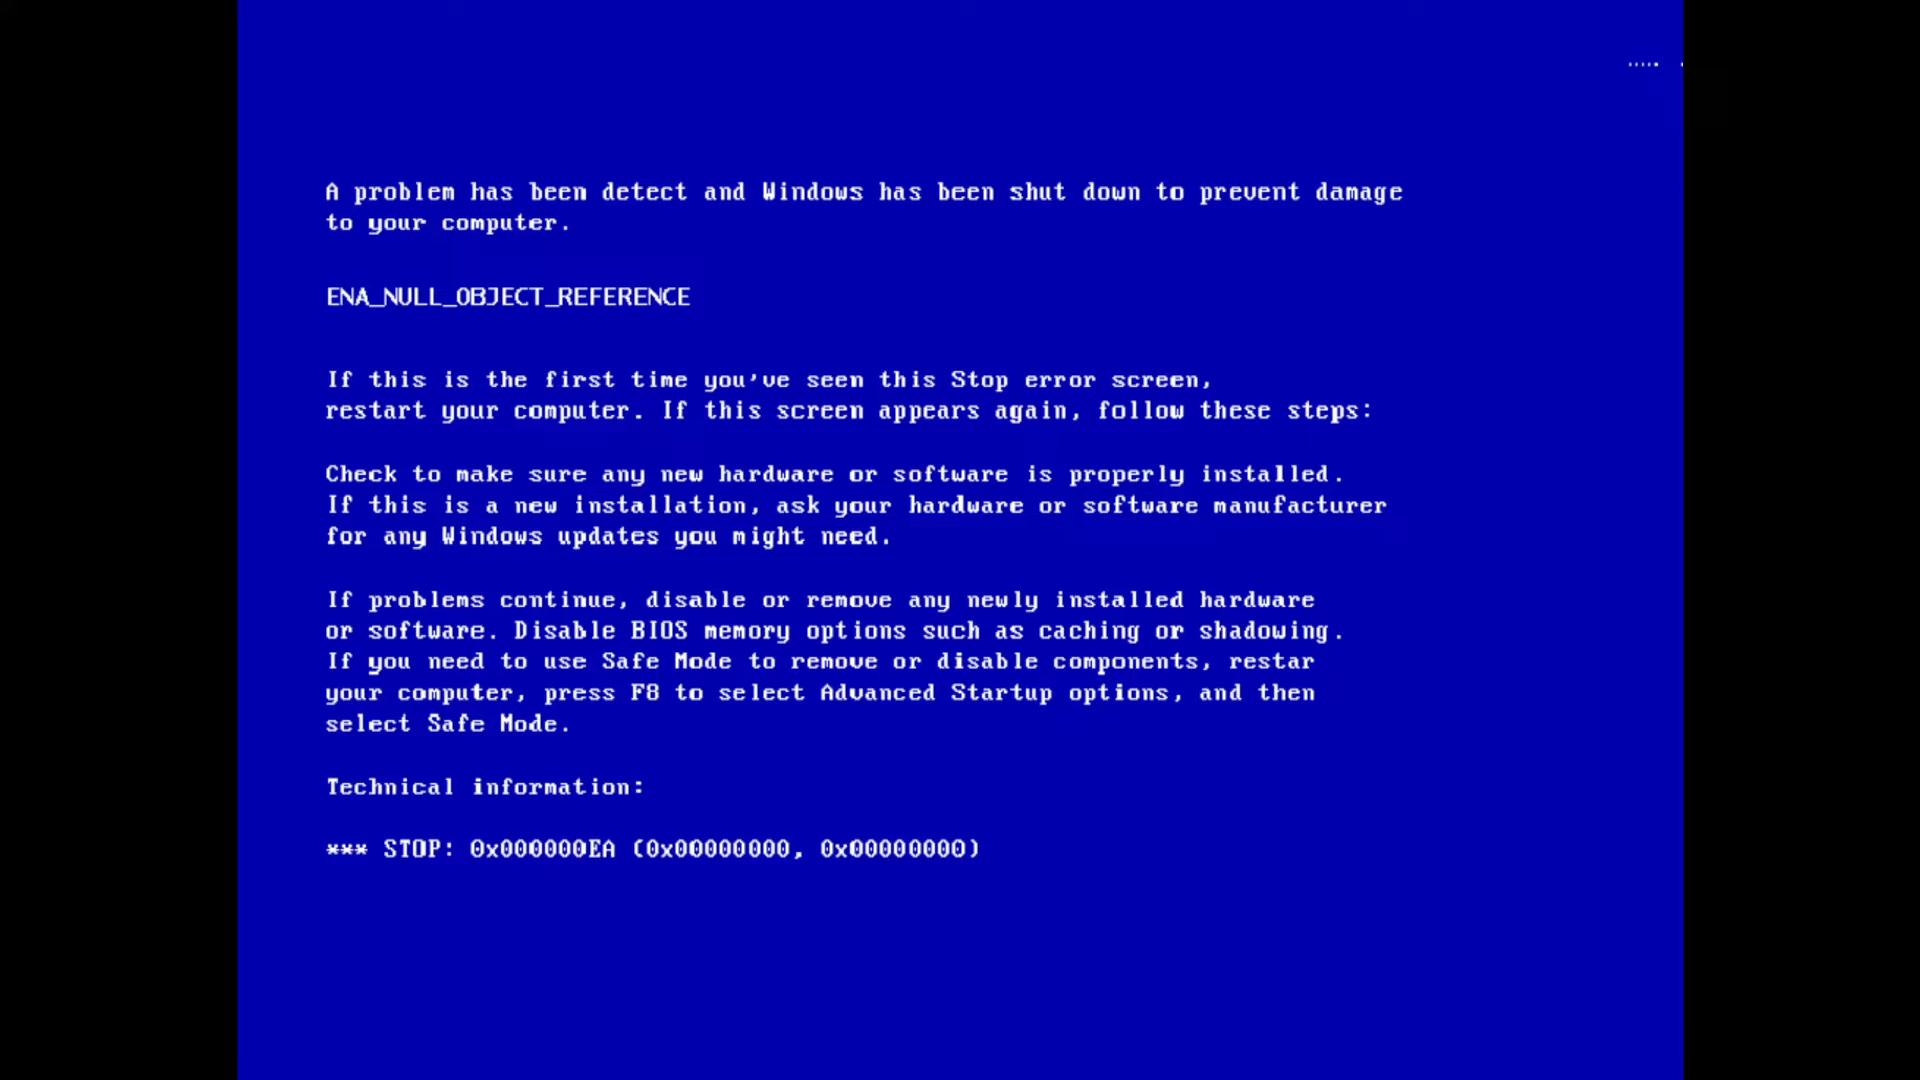 A problem has been detect and Windows has been shut down to prevent damage
to your computer.
ENA_NULL_OBJECT_REFERENCE
If this is the first time you've seen this Stop error screen,
restart your computer. If this screen appears again, follow these steps:
Check to make sure any new hardware or software is properly installed.
If this is a new installation, ask your hardware or software manufacturer
for any Windows updates you might need.
If problems continue, disable or remove any newly installed hardware
or software. Disable BIOS memory options such as caching or shadowing.
If you need to use Safe Mode to remove or disable components, restar
your computer, press F8 to select Advanced Startup options, and then
select Safe Mode.
Technical information:
*** STOP: 0x000000EA (0x00000000, 0x00000000)